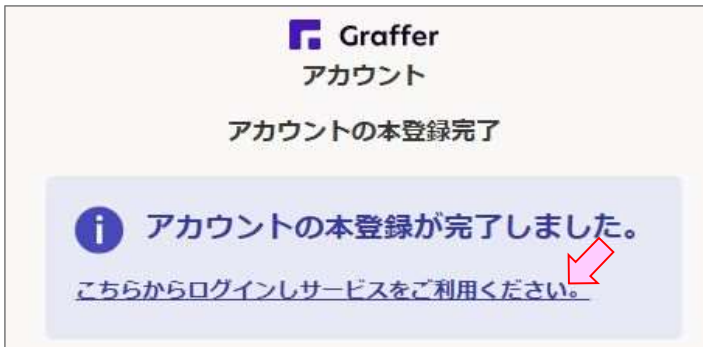 Graffer
アカウント
アカウントの本登録完了
アカウントの本登録が完了しました。
こちらからログインしサービスをご利用ください。